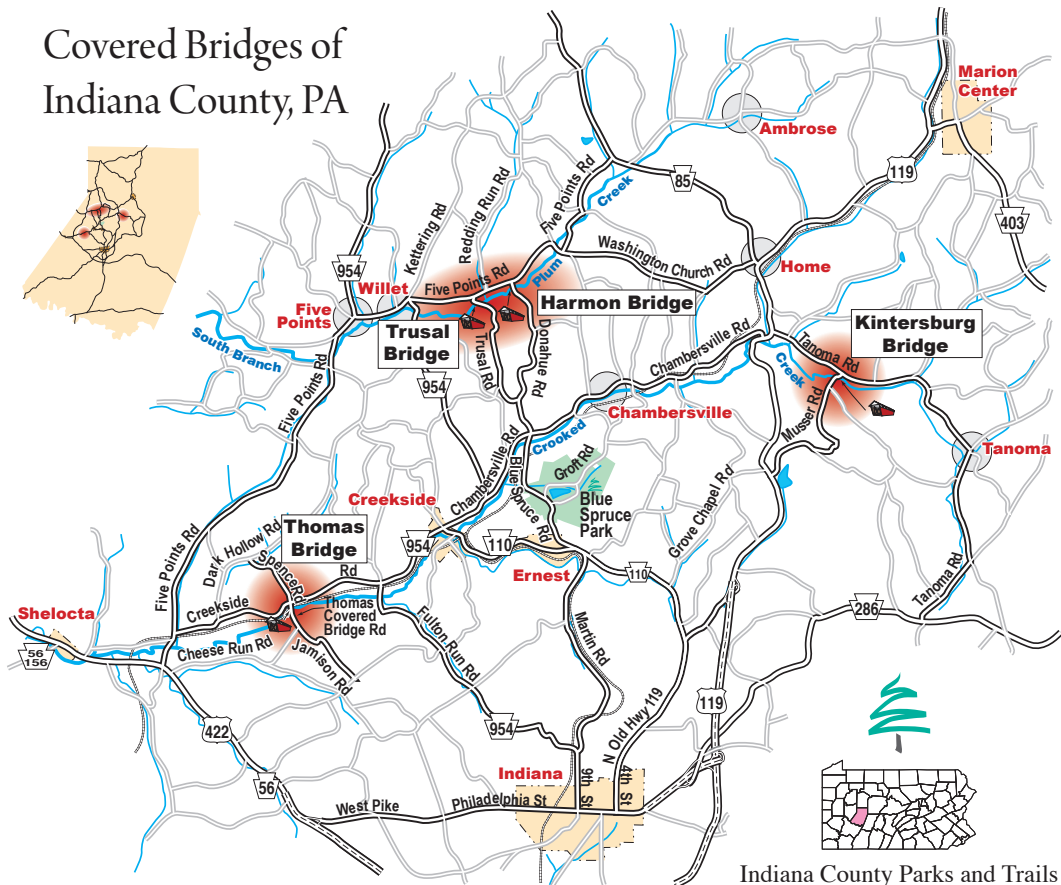 Covered Bridges of
Indiana County, PA
Marion
Center
Ambrose
119
85
403
Five Points Rd
Creek
Redding Run Rd
Kettering Rd
Washington Church Rd
Home
954
Willet
Five Points Rd
Plum
Harmon Bridge
Five
Points
Trusal
Bridge
Kintersburg
Bridge
South Branch
Trusal Rd
Donahue Rd
Chambersville Rd
Tanoma Rd
Creek
954
Five Points Rd
Chambersville
Musser Rd
Crooked
Tanoma
Chambersville Rd
Blue Spruce Rd
Groft Rd
Blue
Spruce
Park
Grove Chapel Rd
Creekside
Thomas
Bridge
954
110
Ernest
110
Dark Hollow Rd
Spence Rd
Rd
Five Points Rd
Creekside
Thomas
Covered
Bridge Rd
Shelocta
56
156
Cheese Run Rd
Jamison Rd
Fulton Run Rd
Martin Rd
286
Tanoma Rd
N Old Hwy 119
119
422
954
56
Indiana
9th St
4th St
West Pike
Philadelphia St
Indiana County Parks and Trails